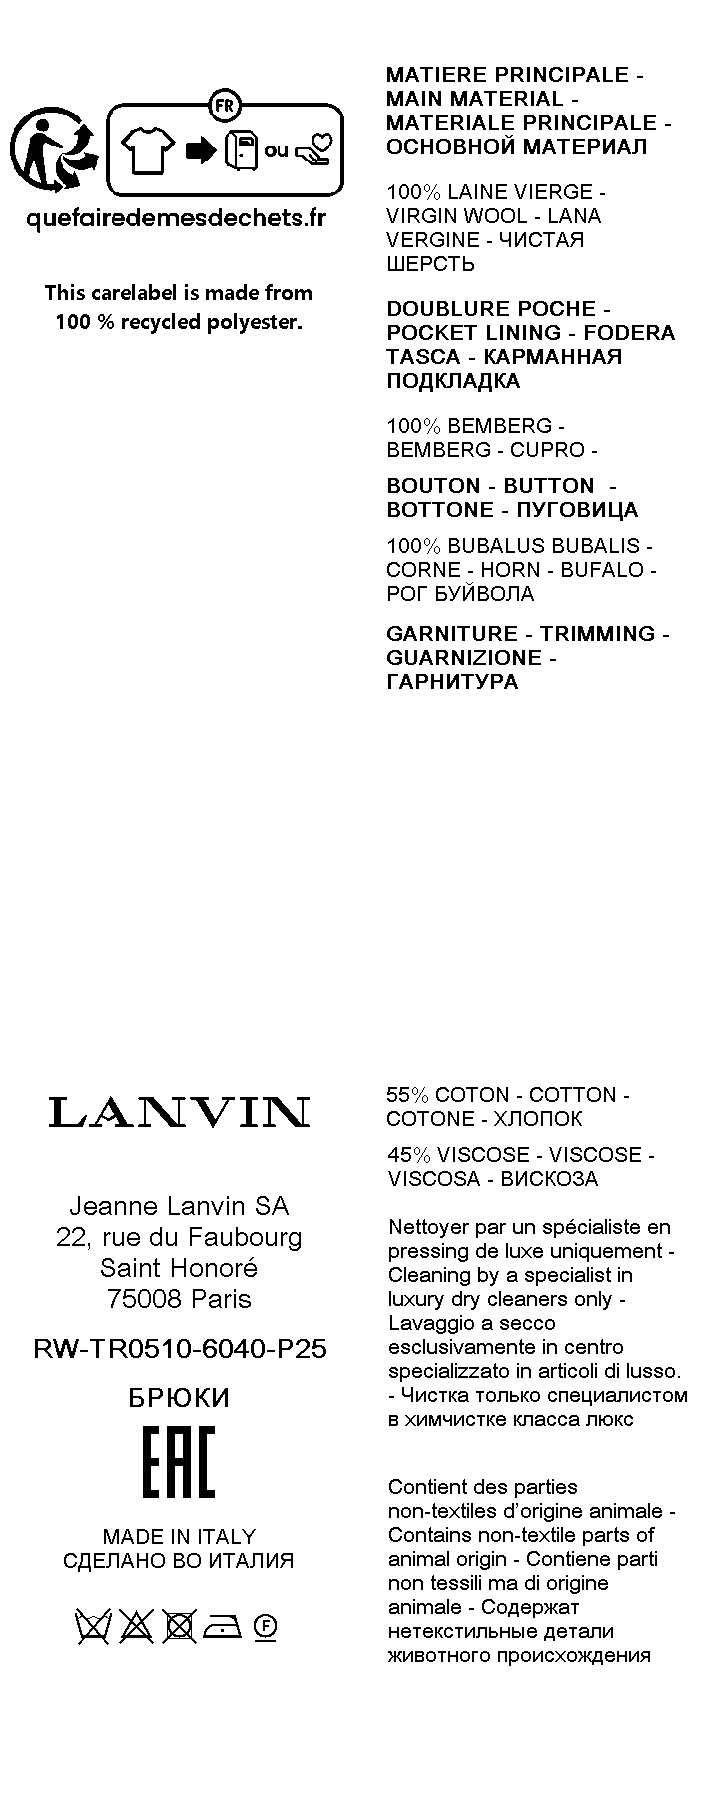 FR
ou
quefairedemesdechets.fr
This carelabel is made from
100 % recycled polyester.
MATIERE PRINCIPALE -
MAIN MATERIAL -
MATERIALE PRINCIPALE -
ОСНОВНОЙ МАТЕРИАЛ
100% LAINE VIERGE -
VIRGIN WOOL - LANA
VERGINE - ЧИСТАЯ
ШЕРСТЬ
DOUBLURE POCHE -
POCKET LINING - FODERA
TASCA - КАРМАННАЯ
ПОДКЛАДКА
100% BEMBERG -
BEMBERG - CUPRO -
BOUTON - BUTTON -
BOTTONE - ПУГОВИЦА
100% BUBALUS BUBALIS -
CORNE - HORN - BUFALO -
РОГ БУЙВОЛА
GARNITURE - TRIMMING -
GUARNIZIONE -
ГАРНИТУРА
LANVIN
Jeanne Lanvin SA
22, rue du Faubourg
Saint Honoré
75008 Paris
RW-TR0510-6040-P25
БРЮКИ
EAC
MADE IN ITALY
СДЕЛАНО ВО ИТАЛИЯ
F
55% COTON - COTTON -
COTONE - ХЛОПОК
45% VISCOSE - VISCOSE -
VISCOSA - ВИСКОЗА
Nettoyer par un spécialiste en
pressing de luxe uniquement -
Cleaning by a specialist in
luxury dry cleaners only -
Lavaggio a secco
esclusivamente in centro
specializzato in articoli di lusso.
- Чистка только специалистом
в химчистке класса люкс
Contient des parties
non-textiles d’origine animale -
Contains non-textile parts of
animal origin - Contiene parti
non tessili ma di origine
animale - Содержат
нетекстильные детали
животного происхождения